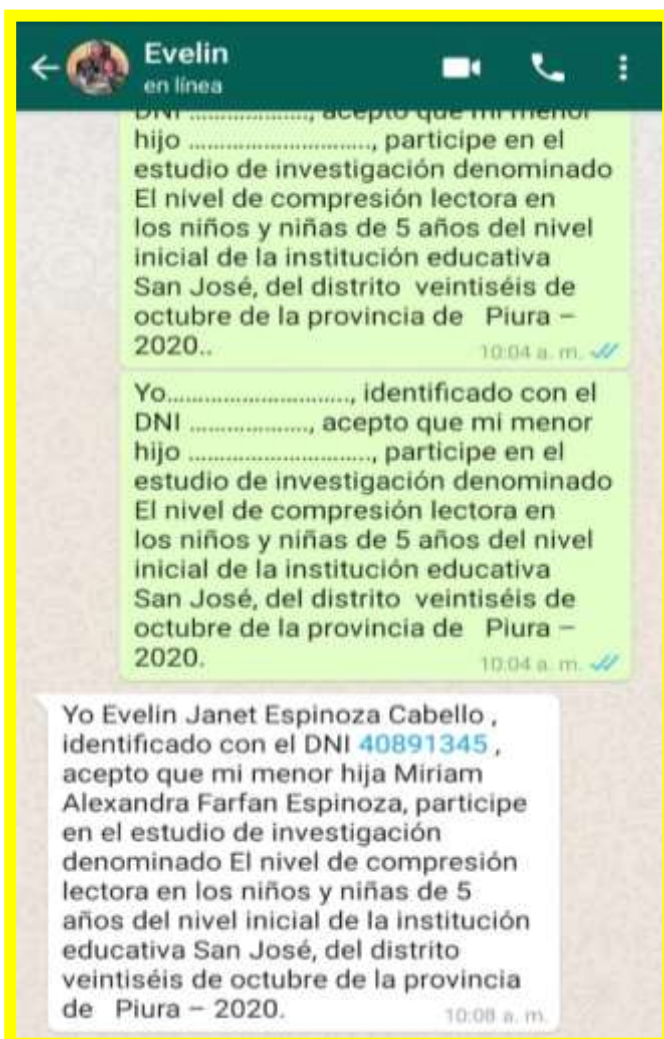 Evelin
en línea
DNI ...................., acepto que mi menor
hijo ............................., participe en el
estudio de investigación denominado
El nivel de compresión lectora en
los niños y niñas de 5 años del nivel
inicial de la institución educativa
San José, del distrito veintiséis de
octubre de la provincia de Piura –
2020..
10:04 a. m.
Yo............................., identificado con el
DNI ...................., acepto que mi menor
hijo ............................., participe en el
estudio de investigación denominado
El nivel de compresión lectora en
los niños y niñas de 5 años del nivel
inicial de la institución educativa
San José, del distrito veintiséis de
octubre de la provincia de Piura –
2020.
10:04 a. m.
Yo Evelin Janet Espinoza Cabello ,
identificado con el DNI 40891345 ,
acepto que mi menor hija Miriam
Alexandra Farfan Espinoza, participe
en el estudio de investigación
denominado El nivel de compresión
lectora en los niños y niñas de 5
años del nivel inicial de la institución
educativa San José, del distrito
veintiséis de octubre de la provincia
de Piura – 2020.
10:08 a. m.